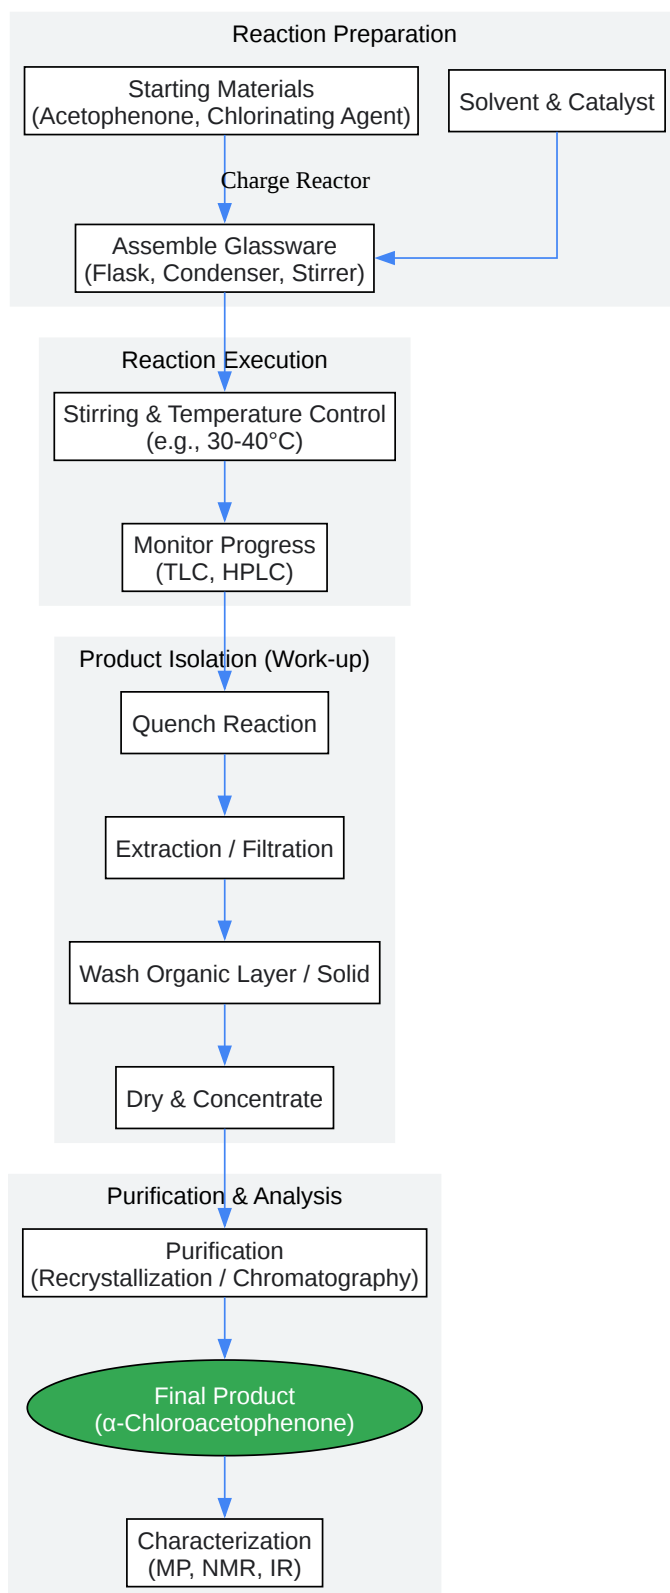 Reaction Preparation
Starting Materials
(Acetophenone, Chlorinating Agent)
Solvent & Catalyst
Charge Reactor
Assemble Glassware
(Flask, Condenser, Stirrer)
Reaction Execution
Stirring & Temperature Control
(e.g., 30-40°C)
Monitor Progress
(TLC, HPLC)
Product Isolation (Work-up)
Quench Reaction
Extraction / Filtration
Wash Organic Layer / Solid
Dry & Concentrate
Purification & Analysis
Purification
(Recrystallization / Chromatography)
Final Product
(α-Chloroacetophenone)
Characterization
(MP, NMR, IR)